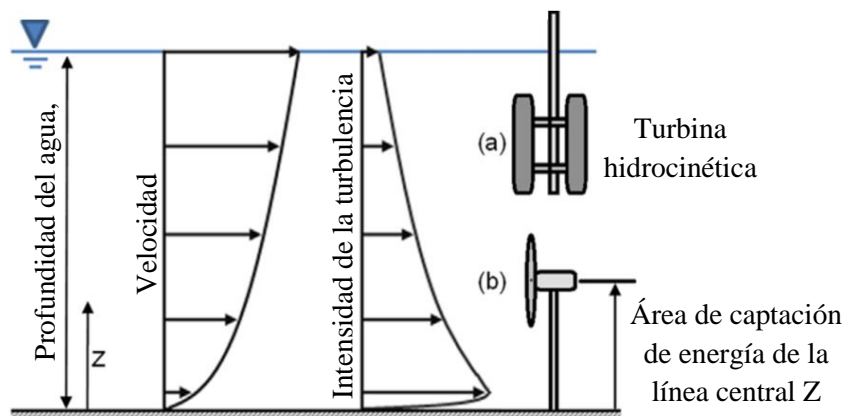 Profundidad del agua,
Z
Velocidad
Intensidad de la turbulencia
(a)
Turbina
hidrocinética
(b)
Área de captación
de energía de la
línea central Z